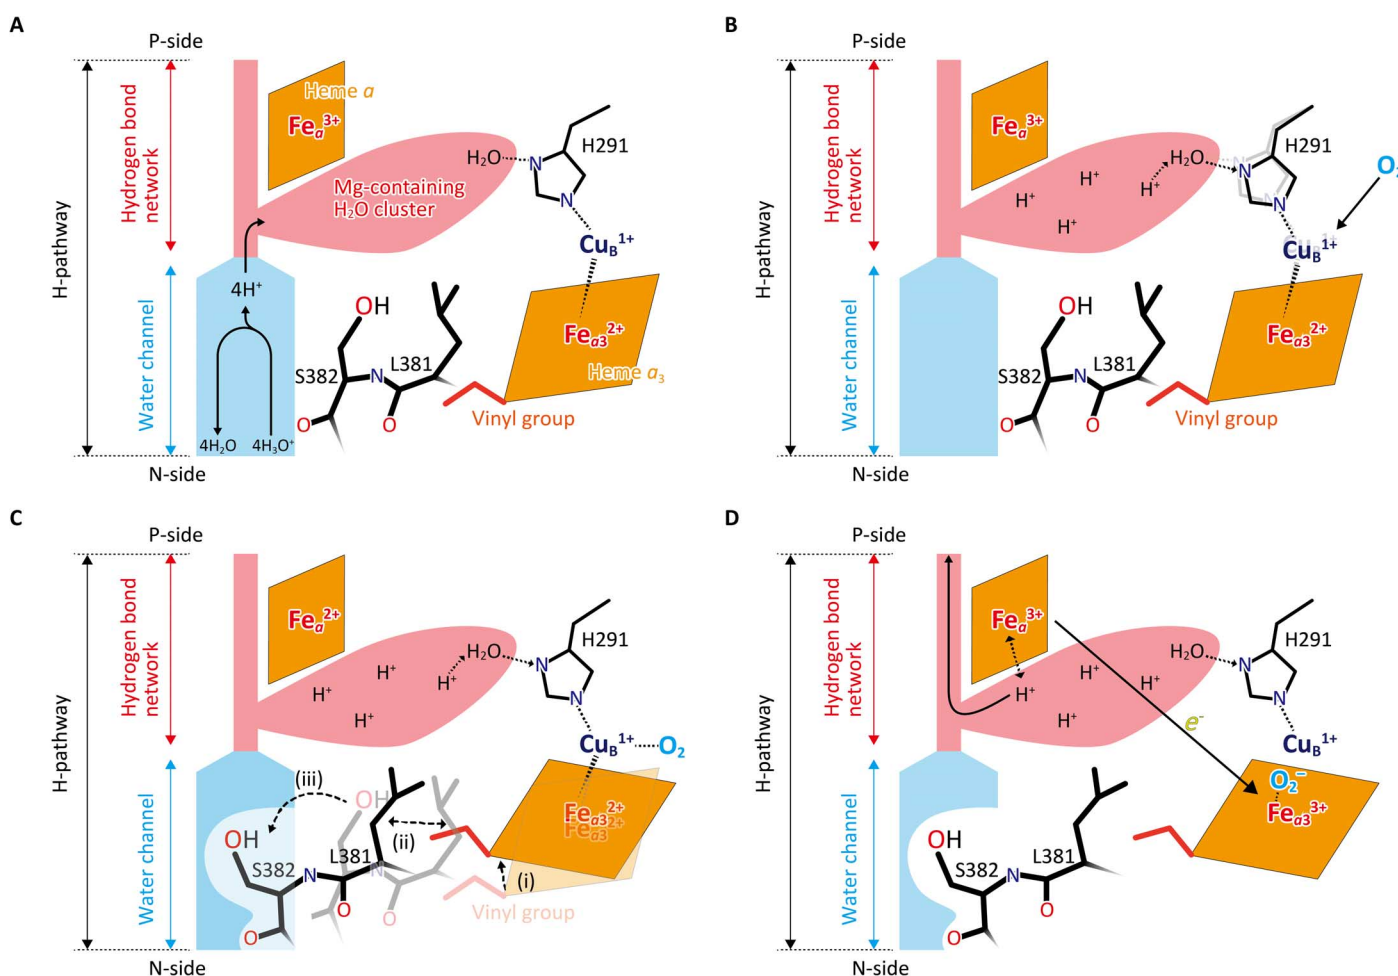 A
P-side
Heme a
Fea3+
H-pathway
Hydrogen bond
network
H2O
N
H291
N
Mg-containing
H2O cluster
CuB1+
Water channel
4H+
OH
Fea32+
S382
N
L381
Heme a3
O
O
Vinyl group
4H2O
4H3O+
N-side
B
P-side
Fea3+
H-pathway
Hydrogen bond
network
H2O
H291
O2
H+
H+
H+
H+
N
N
N
N
CuB1+
Water channel
OH
Fea32+
S382
N
L381
O
O
Vinyl group
N-side
C
P-side
Fea2+
H-pathway
Hydrogen bond
network
H2O
H291
H+
H+
H+
H+
N
N
CuB1+
O2
Water channel
(iii)
OH
(ii)
Fea32+
Fea32+
OH
S382
N
L381
N
(i)
O
O
O
Vinyl group
N-side
D
P-side
Fea3+
H-pathway
Hydrogen bond
network
H2O
H291
H+
H+
H+
H+
N
N
e-
CuB1+
Water channel
O2−
Fea33+
OH
S382
N
L381
O
O
N-side